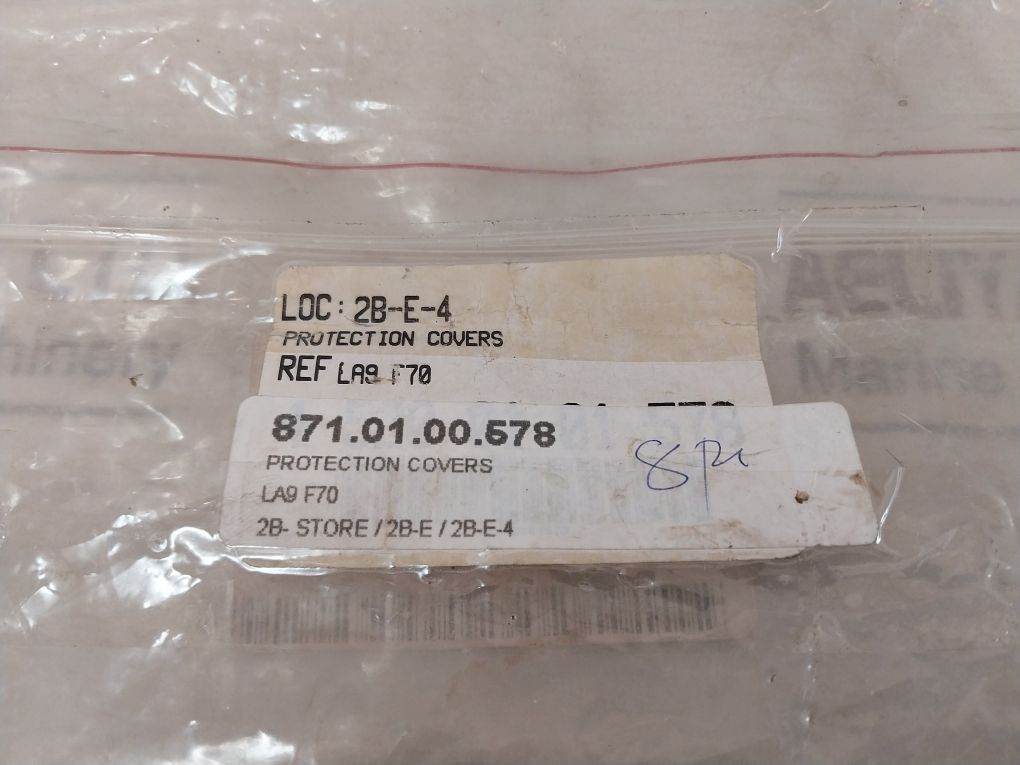 LOC: 2B-E-4
PROTECTION COVERS
REF LA9 F70
871.01.00.578
PROTECTION COVERS
LA9 F70
2B- STORE / 2B-E / 2B-E-4